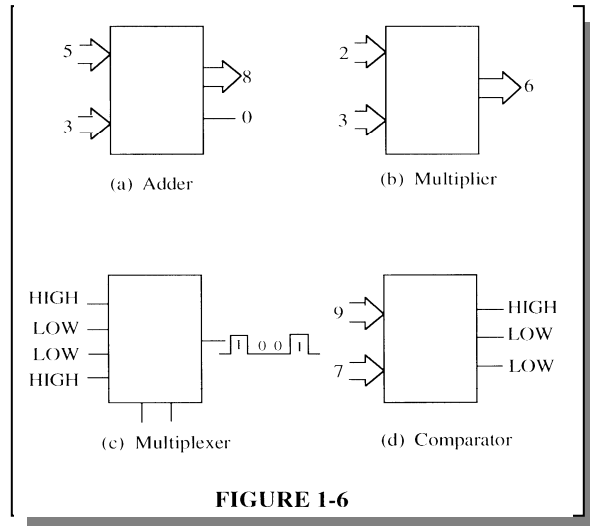 5
3
8
0
(a) Adder
2
3
6
(b) Multiplier
HIGH
LOW
LOW
HIGH
1 0 0 1
(c) Multiplexer
9
7
HIGH
LOW
LOW
(d) Comparator
FIGURE 1-6